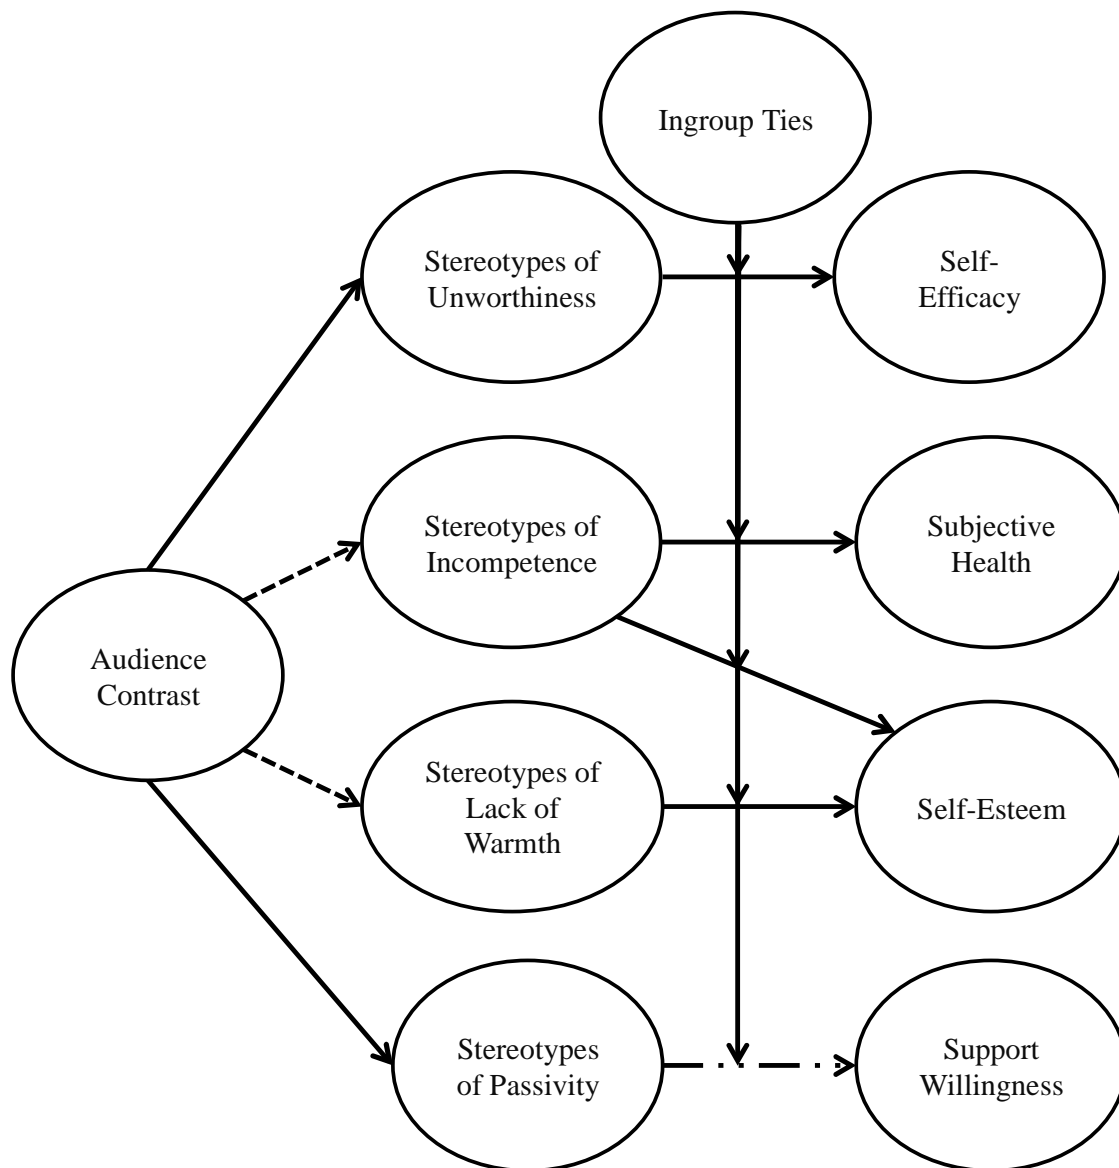 Ingroup Ties
Stereotypes of
Unworthiness
Self-
Efficacy
Stereotypes of
Incompetence
Subjective
Health
Audience
Contrast
Stereotypes of
Lack of
Warmth
Self-Esteem
Stereotypes
of Passivity
Support
Willingness